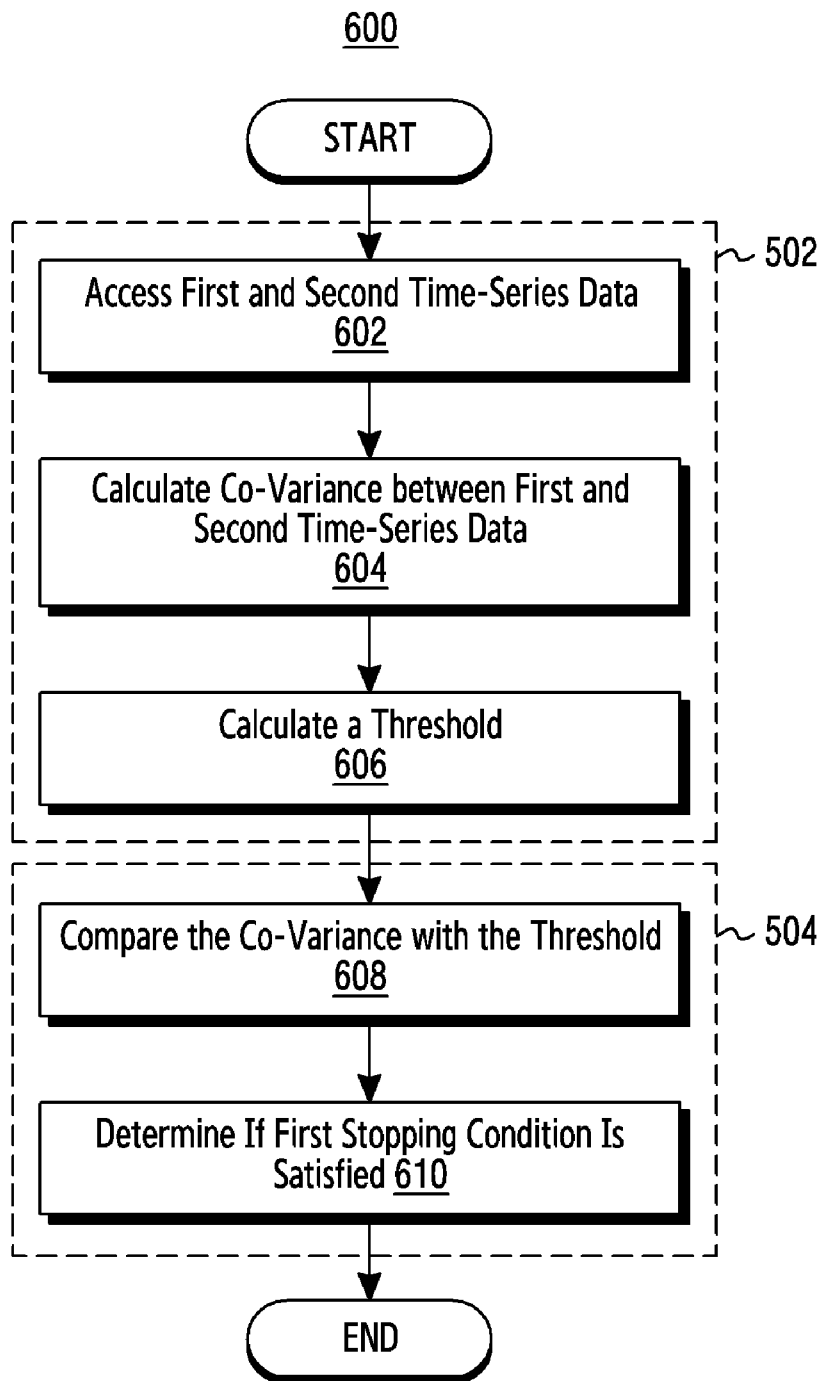 600
START
502
Access First and Second Time-Series Data
602
Calculate Co-Variance between First and
Second Time-Series Data
604
Calculate a Threshold
606
504
Compare the Co-Variance with the Threshold
608
Determine If First Stopping Condition Is
Satisfied 610
END